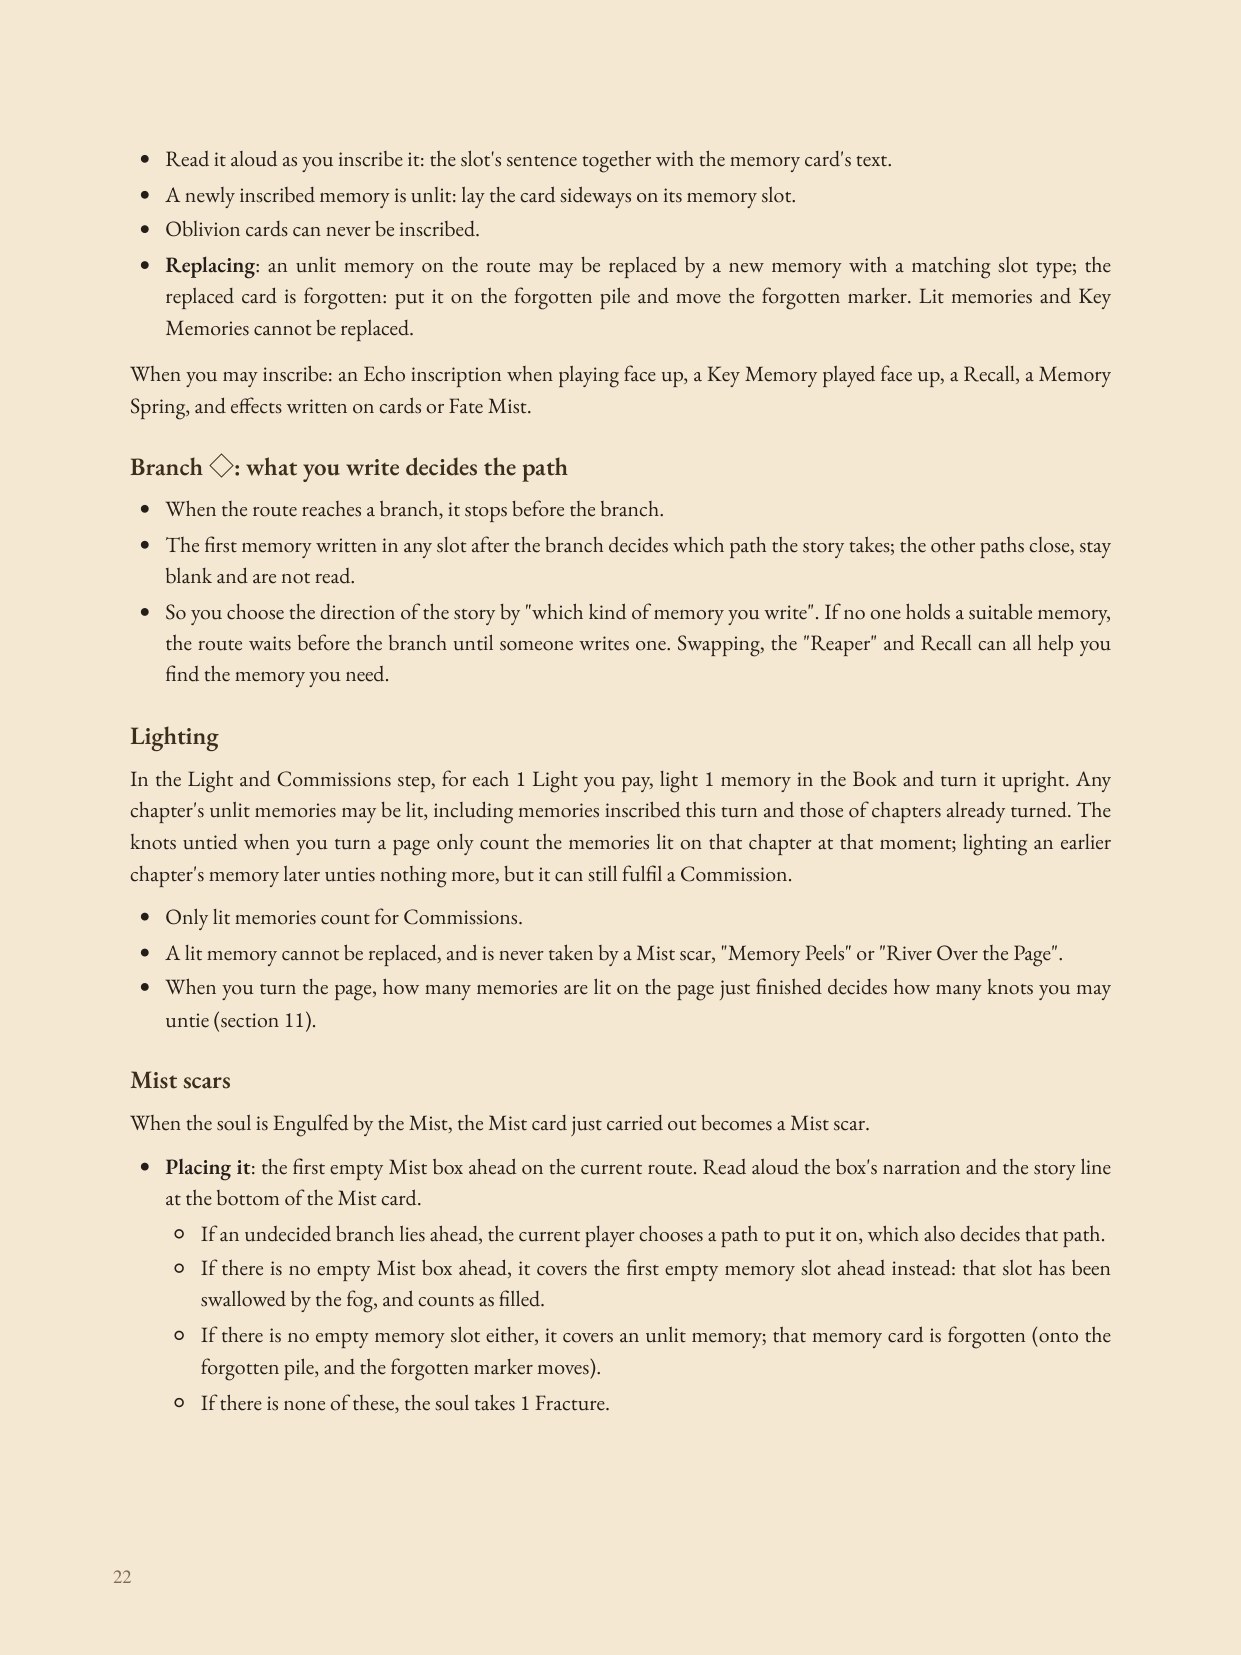 • Read it aloud as you inscribe it: the slot's sentence together with the memory card's text.
• A newly inscribed memory is unlit: lay the card sideways on its memory slot.
• Oblivion cards can never be inscribed.
• Replacing: an unlit memory on the route may be replaced by a new memory with a matching slot type; the
replaced card is forgotten: put it on the forgotten pile and move the forgotten marker. Lit memories and Key
Memories cannot be replaced.
When you may inscribe: an Echo inscription when playing face up, a Key Memory played face up, a Recall, a Memory
Spring, and effects written on cards or Fate Mist.
Branch ◇: what you write decides the path
• When the route reaches a branch, it stops before the branch.
• The first memory written in any slot after the branch decides which path the story takes; the other paths close, stay
blank and are not read.
• So you choose the direction of the story by "which kind of memory you write". If no one holds a suitable memory,
the route waits before the branch until someone writes one. Swapping, the "Reaper" and Recall can all help you
find the memory you need.
Lighting
In the Light and Commissions step, for each 1 Light you pay, light 1 memory in the Book and turn it upright. Any
chapter's unlit memories may be lit, including memories inscribed this turn and those of chapters already turned. The
knots untied when you turn a page only count the memories lit on that chapter at that moment; lighting an earlier
chapter's memory later unties nothing more, but it can still fulfil a Commission.
• Only lit memories count for Commissions.
• A lit memory cannot be replaced, and is never taken by a Mist scar, "Memory Peels" or "River Over the Page".
• When you turn the page, how many memories are lit on the page just finished decides how many knots you may
untie (section 11).
Mist scars
When the soul is Engulfed by the Mist, the Mist card just carried out becomes a Mist scar.
• Placing it: the first empty Mist box ahead on the current route. Read aloud the box's narration and the story line
at the bottom of the Mist card.
◦ If an undecided branch lies ahead, the current player chooses a path to put it on, which also decides that path.
◦ If there is no empty Mist box ahead, it covers the first empty memory slot ahead instead: that slot has been
swallowed by the fog, and counts as filled.
◦ If there is no empty memory slot either, it covers an unlit memory; that memory card is forgotten (onto the
forgotten pile, and the forgotten marker moves).
◦ If there is none of these, the soul takes 1 Fracture.
22